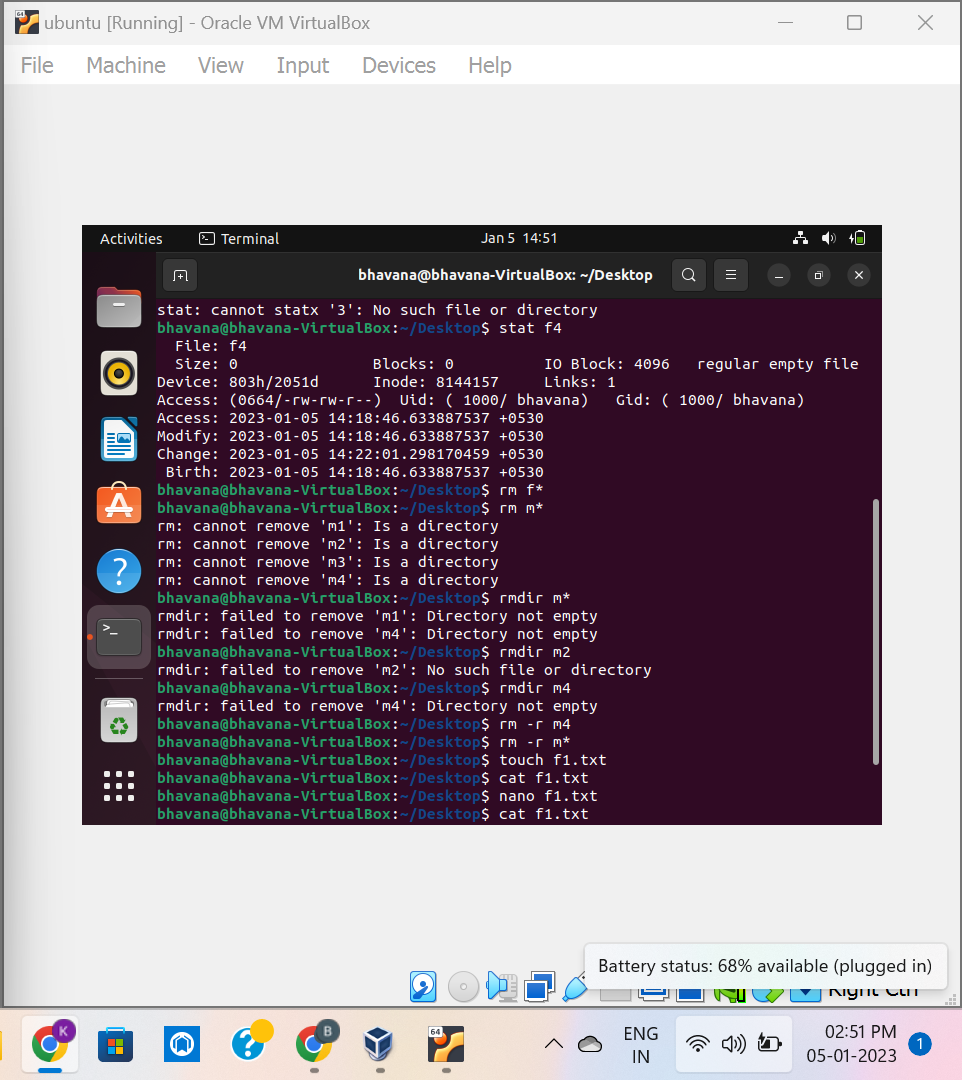 ubuntu [Running] - Oracle VM VirtualBox
File Machine View Input Devices Help
Activities Terminal Jan 5 14:51
bhavana@bhavana-VirtualBox: ~/Desktop
stat: cannot statx '3': No such file or directory
bhavana@bhavana-VirtualBox:~/Desktop$ stat f4
  File: f4
  Size: 0               Blocks: 0          IO Block: 4096   regular empty file
Device: 803h/2051d      Inode: 8144157     Links: 1
Access: (0664/-rw-rw-r--)  Uid: ( 1000/ bhavana)   Gid: ( 1000/ bhavana)
Access: 2023-01-05 14:18:46.633887537 +0530
Modify: 2023-01-05 14:18:46.633887537 +0530
Change: 2023-01-05 14:22:01.298170459 +0530
 Birth: 2023-01-05 14:18:46.633887537 +0530
bhavana@bhavana-VirtualBox:~/Desktop$ rm f*
bhavana@bhavana-VirtualBox:~/Desktop$ rm m*
rm: cannot remove 'm1': Is a directory
rm: cannot remove 'm2': Is a directory
rm: cannot remove 'm3': Is a directory
rm: cannot remove 'm4': Is a directory
bhavana@bhavana-VirtualBox:~/Desktop$ rmdir m*
rmdir: failed to remove 'm1': Directory not empty
rmdir: failed to remove 'm4': Directory not empty
bhavana@bhavana-VirtualBox:~/Desktop$ rmdir m2
rmdir: failed to remove 'm2': No such file or directory
bhavana@bhavana-VirtualBox:~/Desktop$ rmdir m4
rmdir: failed to remove 'm4': Directory not empty
bhavana@bhavana-VirtualBox:~/Desktop$ rm -r m4
bhavana@bhavana-VirtualBox:~/Desktop$ rm -r m*
bhavana@bhavana-VirtualBox:~/Desktop$ touch f1.txt
bhavana@bhavana-VirtualBox:~/Desktop$ cat f1.txt
bhavana@bhavana-VirtualBox:~/Desktop$ nano f1.txt
bhavana@bhavana-VirtualBox:~/Desktop$ cat f1.txt
Battery status: 68% available (plugged in)
Right Ctrl
K B 64 ENG 02:51 PM
IN 05-01-2023 1